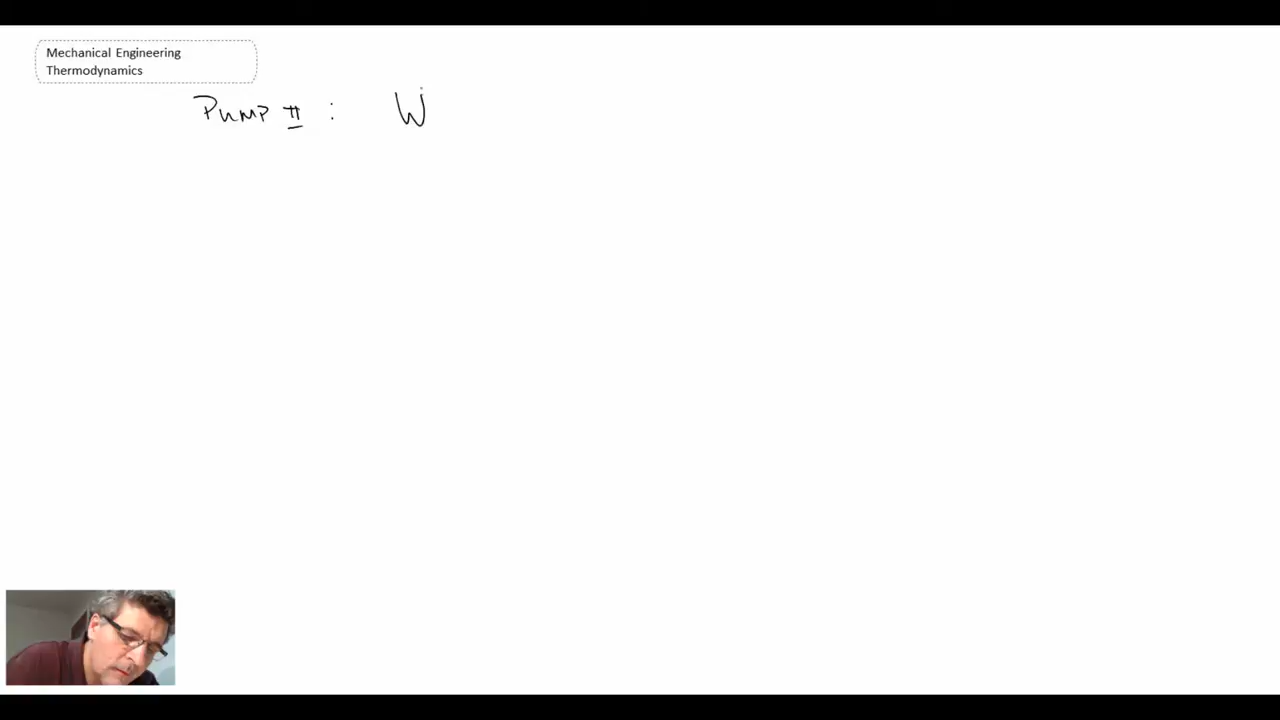 Mechanical Engineering
Thermodynamics
Pump II : Ẇ